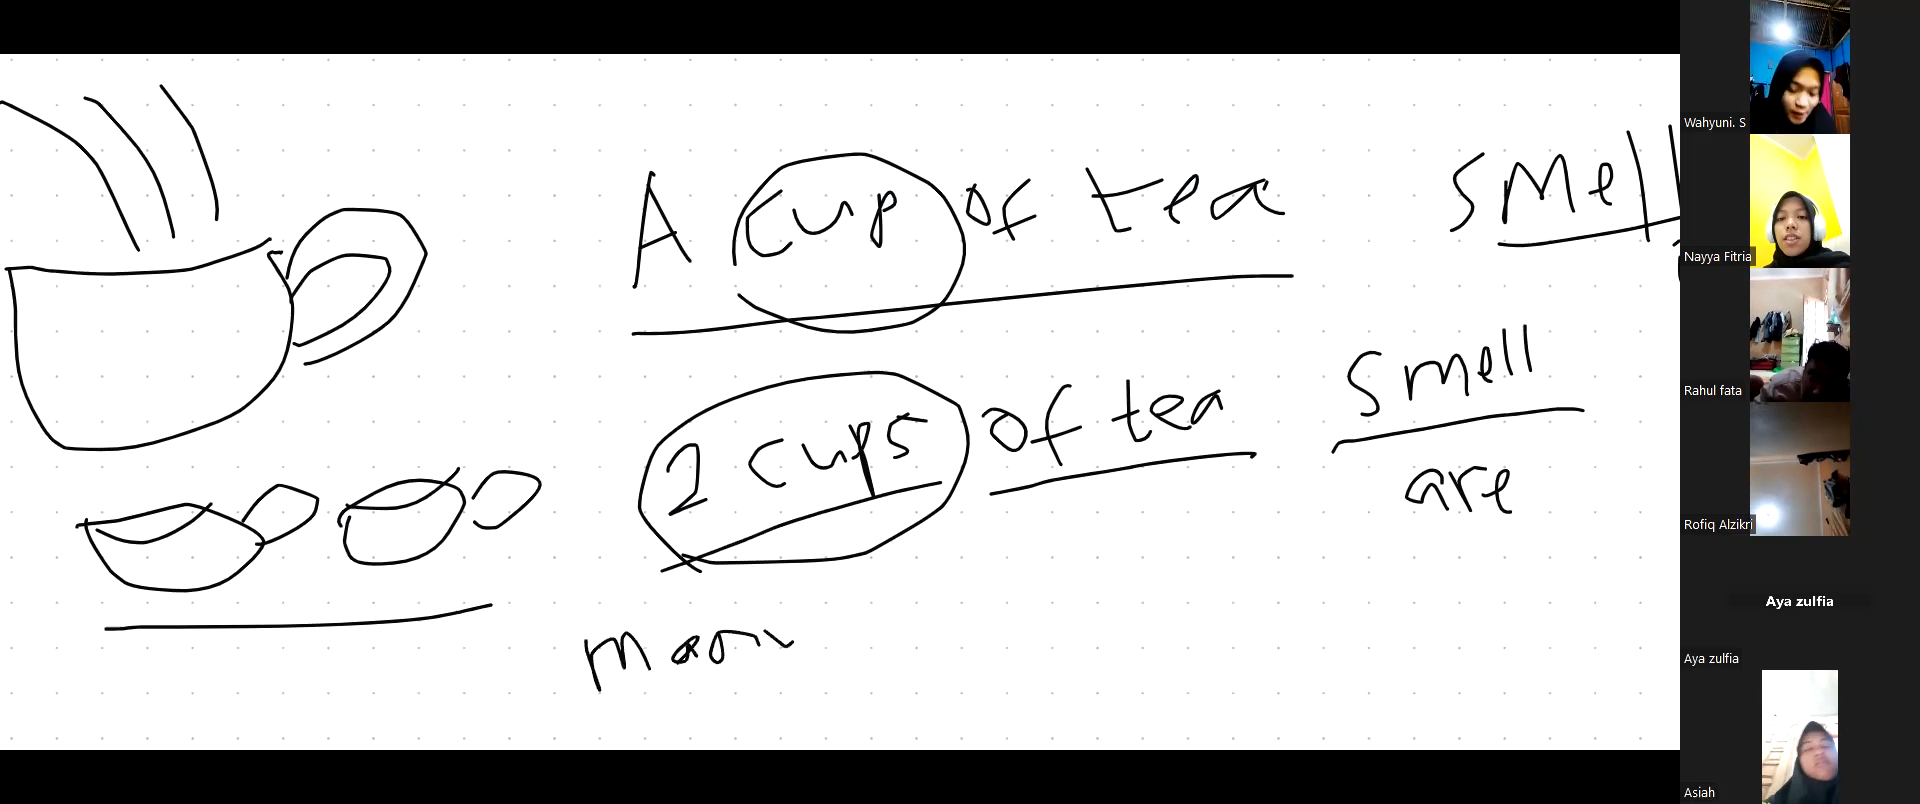 A cup of tea smell
2 cups of tea smell
are
Wahyuni. S
Nayya Fitria
Rahul fata
Rofiq Alzikri
Aya zulfia
Aya zulfia
Asiah